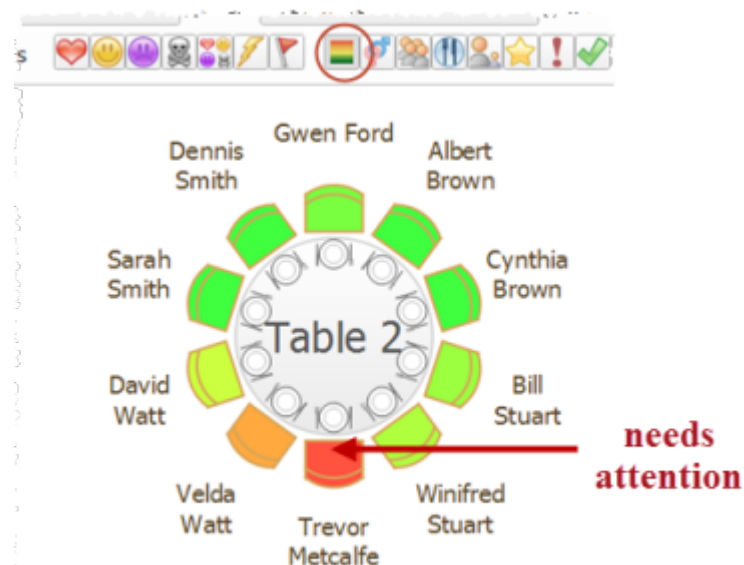 s
Gwen Ford
Dennis
Smith
Albert
Brown
Sarah
Smith
Cynthia
Brown
Table 2
David
Watt
Bill
Stuart
needs
attention
Velda
Watt
Winifred
Stuart
Trevor
Metcalfe